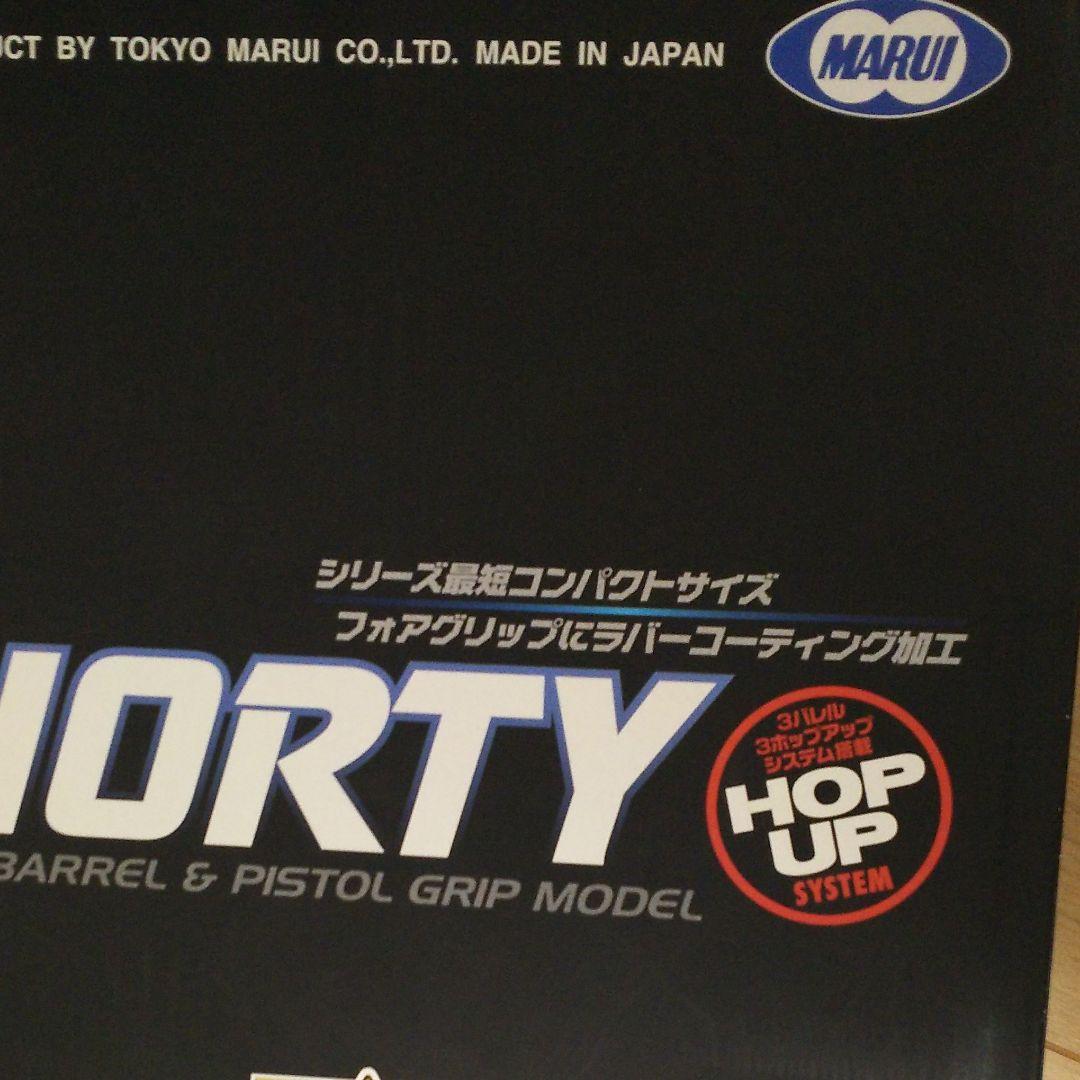 UCT BY TOKYO MARUI CO.,LTD. MADE IN JAPAN
MARUI
シリーズ最短コンパクトサイズ
フォアグリップにラバーコーティング加工
HORTY
BARREL & PISTOL GRIP MODEL
3バレル
3ホップアップ
システム搭載
HOP
UP
SYSTEM